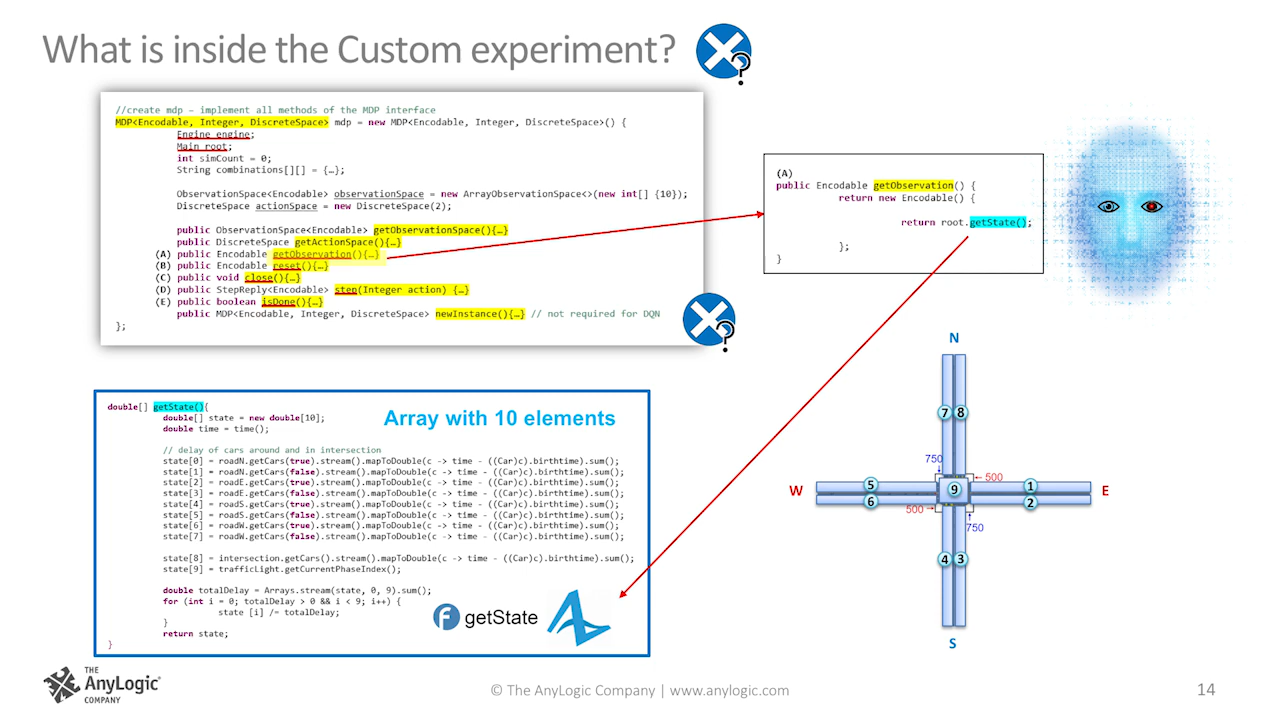 What is inside the Custom experiment?
?
//create mdp – implement all methods of the MDP interface
MDP<Encodable, Integer, DiscreteSpace> mdp = new MDP<Encodable, Integer, DiscreteSpace>() {
Engine engine;
Main root;
int simCount = 0;
String combinations[][] = {…};
ObservationSpace<Encodable> observationSpace = new ArrayObservationSpace<>(new int[] {10});
DiscreteSpace actionSpace = new DiscreteSpace(2);
public ObservationSpace<Encodable> getObservationSpace(){…}
public DiscreteSpace getActionSpace(){…}
(A) public Encodable getObservation(){…}
(B) public Encodable reset(){…}
(C) public void close(){…}
(D) public StepReply<Encodable> step(Integer action) {…}
(E) public boolean isDone(){…}
public MDP<Encodable, Integer, DiscreteSpace> newInstance(){…} // not required for DQN
};
?
(A)
public Encodable getObservation() {
return new Encodable() {
return root.getState();
};
}
double[] getState(){
double[] state = new double[10];
double time = time();
Array with 10 elements
// delay of cars around and in intersection
state[0] = roadN.getCars(true).stream().mapToDouble(c -> time - ((Car)c).birthtime).sum();
state[1] = roadN.getCars(false).stream().mapToDouble(c -> time - ((Car)c).birthtime).sum();
state[2] = roadE.getCars(true).stream().mapToDouble(c -> time - ((Car)c).birthtime).sum();
state[3] = roadE.getCars(false).stream().mapToDouble(c -> time - ((Car)c).birthtime).sum();
state[4] = roadS.getCars(true).stream().mapToDouble(c -> time - ((Car)c).birthtime).sum();
state[5] = roadS.getCars(false).stream().mapToDouble(c -> time - ((Car)c).birthtime).sum();
state[6] = roadW.getCars(true).stream().mapToDouble(c -> time - ((Car)c).birthtime).sum();
state[7] = roadW.getCars(false).stream().mapToDouble(c -> time - ((Car)c).birthtime).sum();
state[8] = intersection.getCars().stream().mapToDouble(c -> time - ((Car)c).birthtime).sum();
state[9] = trafficLight.getCurrentPhaseIndex();
double totalDelay = Arrays.stream(state, 0, 9).sum();
for (int i = 0; totalDelay > 0 && i < 9; i++) {
state [i] /= totalDelay;
}
return state;
}
F getState
N
7 8
750
500
W 5 9 1 E
6 2
500
750
4 3
S
THE
AnyLogic
COMPANY
© The AnyLogic Company | www.anylogic.com
14